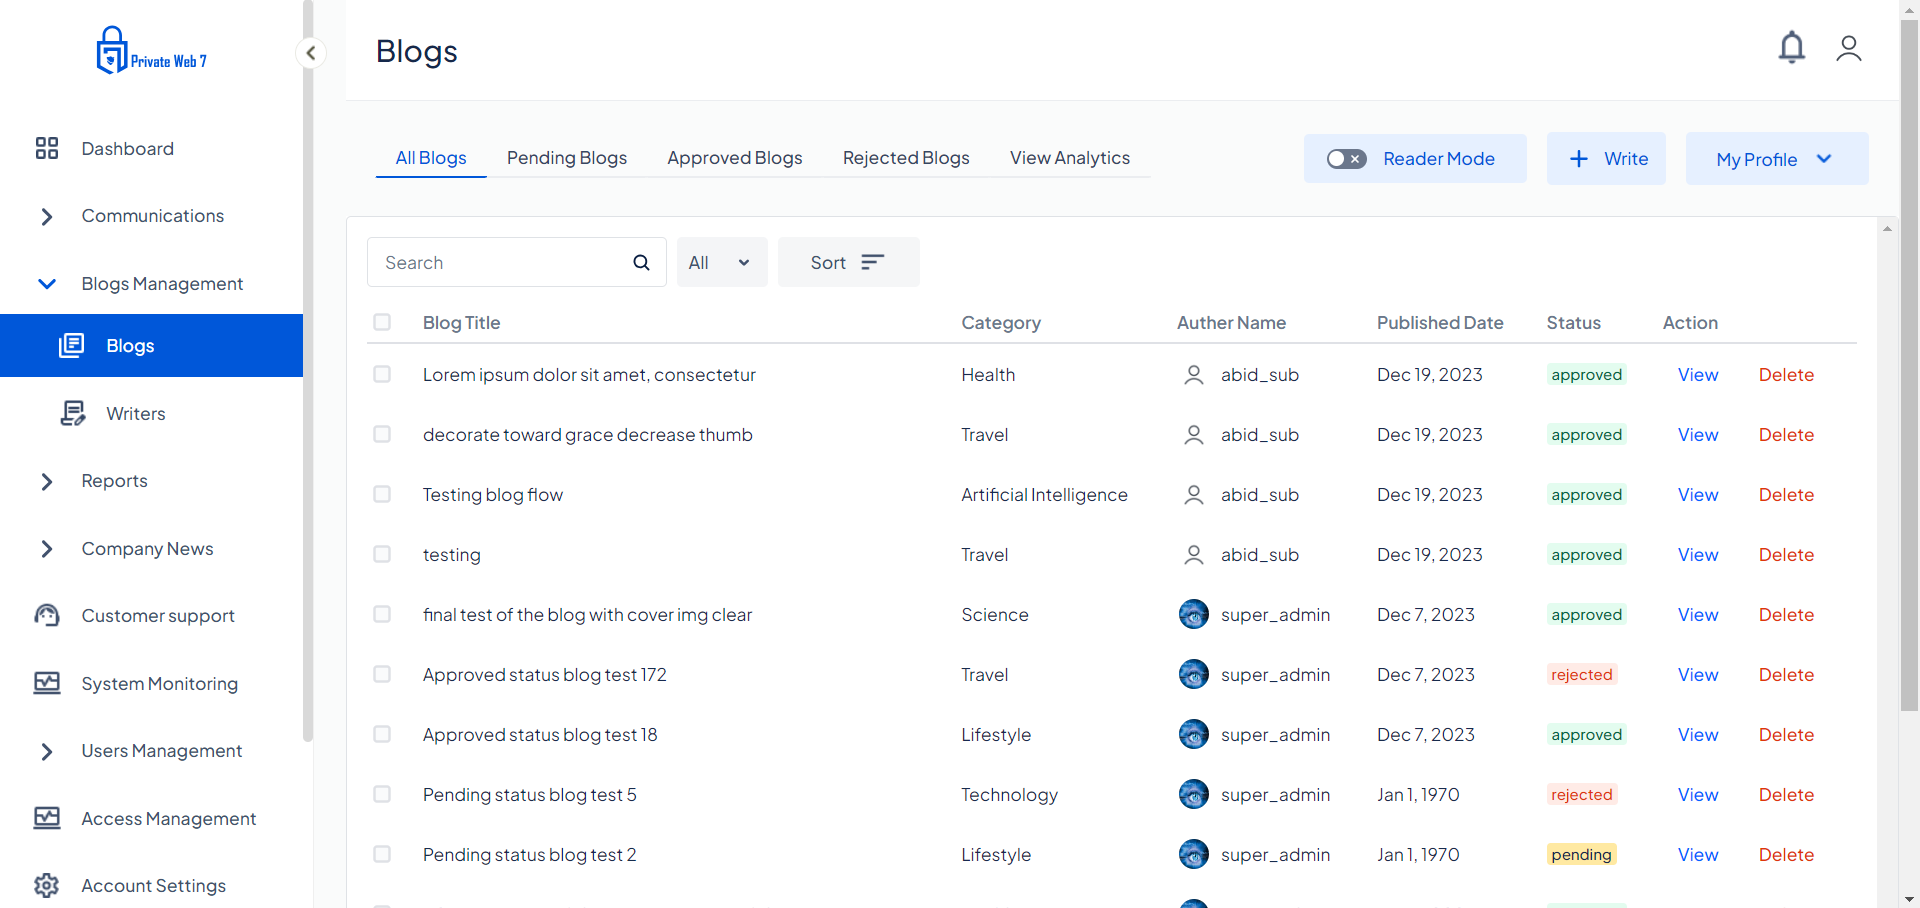 Private Web 7
Blogs
Dashboard
Communications
Blogs Management
Blogs
Writers
Reports
Company News
Customer support
System Monitoring
Users Management
Access Management
Account Settings
All Blogs Pending Blogs Approved Blogs Rejected Blogs View Analytics
Reader Mode
Write
My Profile
Search
All
Sort
Blog Title Category Auther Name Published Date Status Action
Lorem ipsum dolor sit amet, consectetur Health abid_sub Dec 19, 2023 approved View Delete
decorate toward grace decrease thumb Travel abid_sub Dec 19, 2023 approved View Delete
Testing blog flow Artificial Intelligence abid_sub Dec 19, 2023 approved View Delete
testing Travel abid_sub Dec 19, 2023 approved View Delete
final test of the blog with cover img clear Science super_admin Dec 7, 2023 approved View Delete
Approved status blog test 172 Travel super_admin Dec 7, 2023 rejected View Delete
Approved status blog test 18 Lifestyle super_admin Dec 7, 2023 approved View Delete
Pending status blog test 5 Technology super_admin Jan 1, 1970 rejected View Delete
Pending status blog test 2 Lifestyle super_admin Jan 1, 1970 pending View Delete